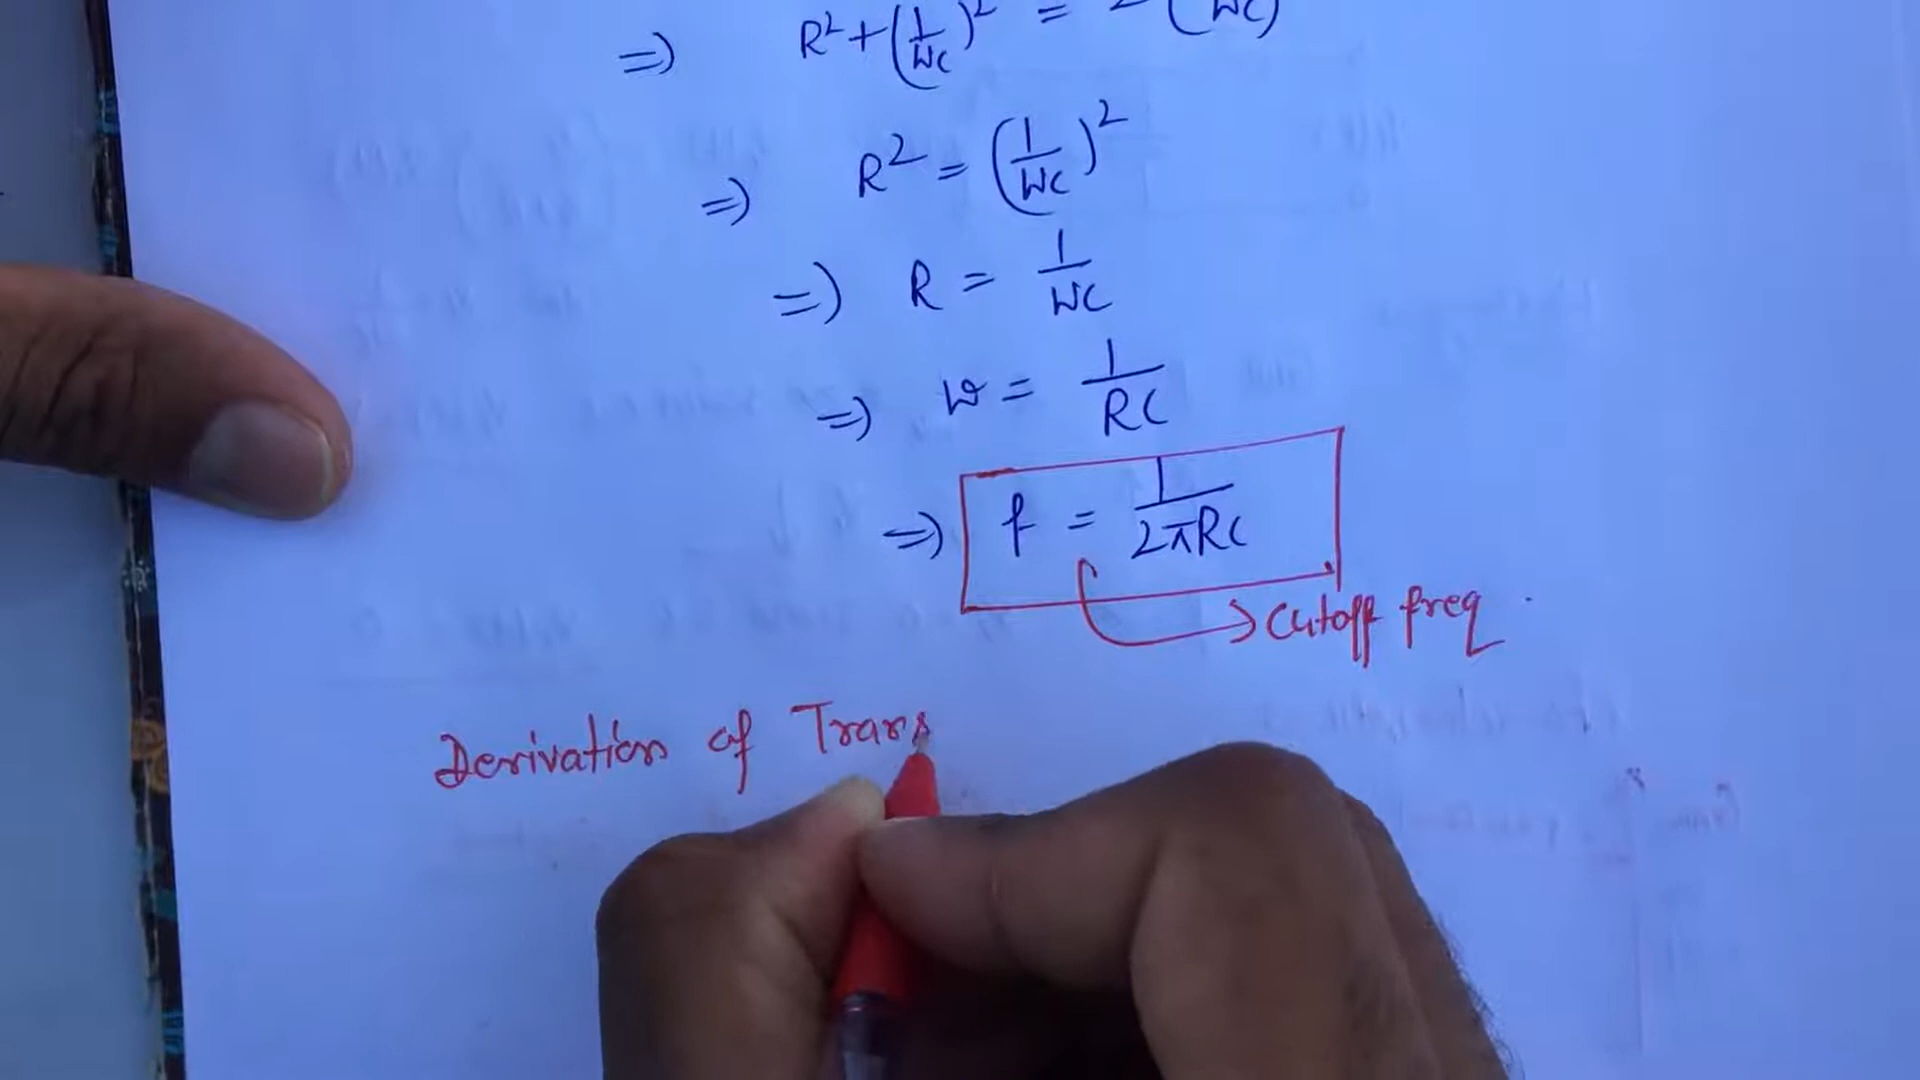 => R² + (1/WC)² = 2 (1/WC)
=> R² = (1/WC)²
=> R = 1/WC
=> W = 1/RC
=> f = 1/2πRC
→ Cutoff freq.
Derivation of Trans